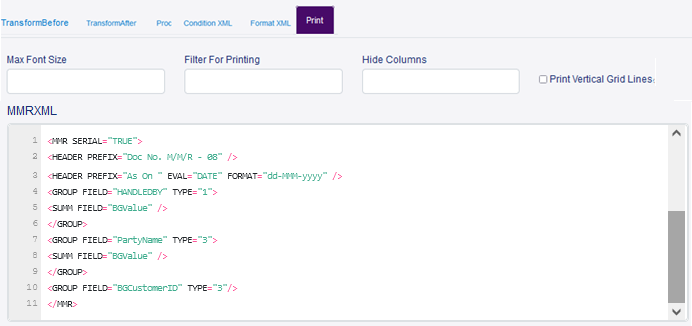 TransformBefore TransformAfter Proc Condition XML Format XML Print
Max Font Size Filter For Printing Hide Columns
Print Vertical Grid Lines
MMRXML
1 <MMR SERIAL="TRUE">
2 <HEADER PREFIX="Doc No. M/M/R - 08" />
3 <HEADER PREFIX="As On " EVAL="DATE" FORMAT="dd-MMM-yyyy" />
4 <GROUP FIELD="HANDLEDBY" TYPE="1">
5 <SUMM FIELD="BGValue" />
6 </GROUP>
7 <GROUP FIELD="PartyName" TYPE="3">
8 <SUMM FIELD="BGValue" />
9 </GROUP>
10 <GROUP FIELD="BGCustomerID" TYPE="3"/>
11 </MMR>